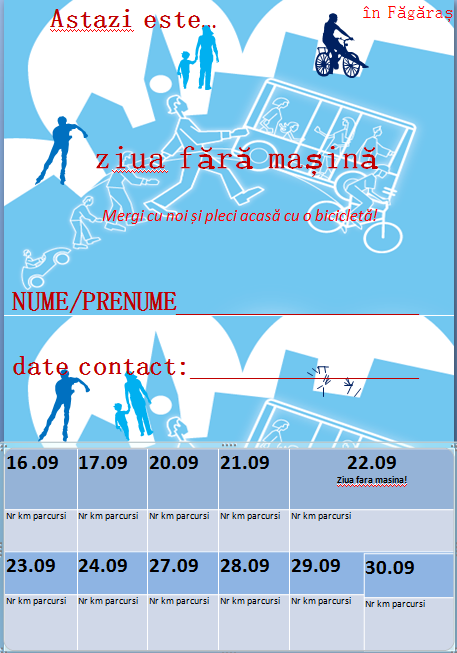 Astazi este...
în Făgăraș
ziua fără mașină
Mergi cu noi și pleci acasă cu o bicicletă!
NUME/PRENUME____________________
date contact:____________________
16.09 17.09 20.09 21.09 22.09
Ziua fara masina!
Nr km parcursi Nr km parcursi Nr km parcursi Nr km parcursi Nr km parcursi
23.09 24.09 27.09 28.09 29.09 30.09
Nr km parcursi Nr km parcursi Nr km parcursi Nr km parcursi Nr km parcursi Nr km parcursi